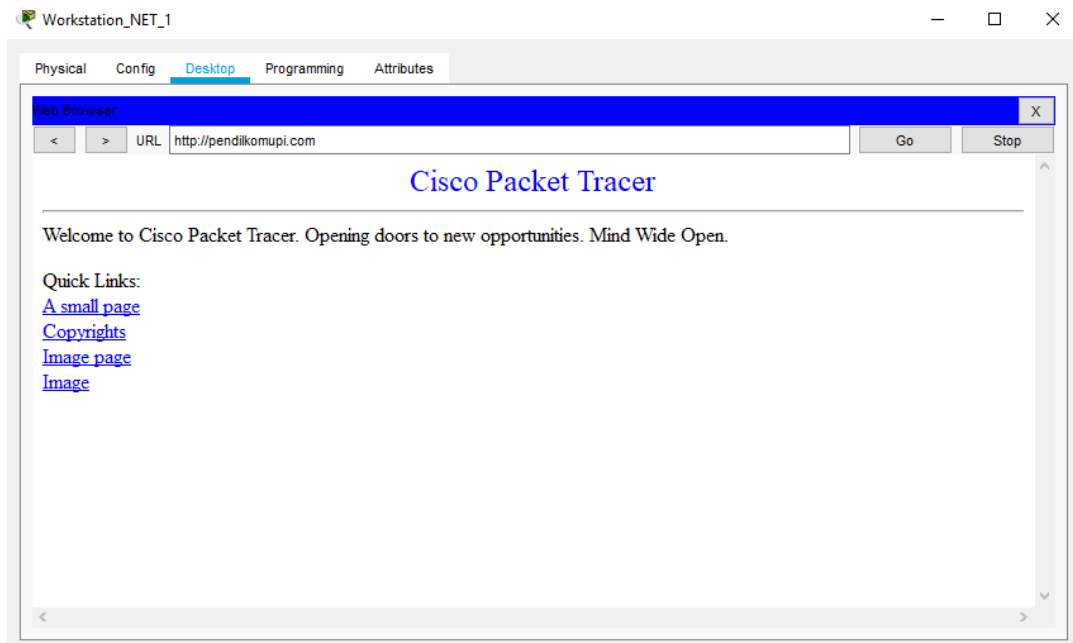 Workstation_NET_1
Physical Config Desktop Programming Attributes
Web Browser X
< > URL http://pendilkomupi.com Go Stop
Cisco Packet Tracer
Welcome to Cisco Packet Tracer. Opening doors to new opportunities. Mind Wide Open.
Quick Links:
A small page
Copyrights
Image page
Image